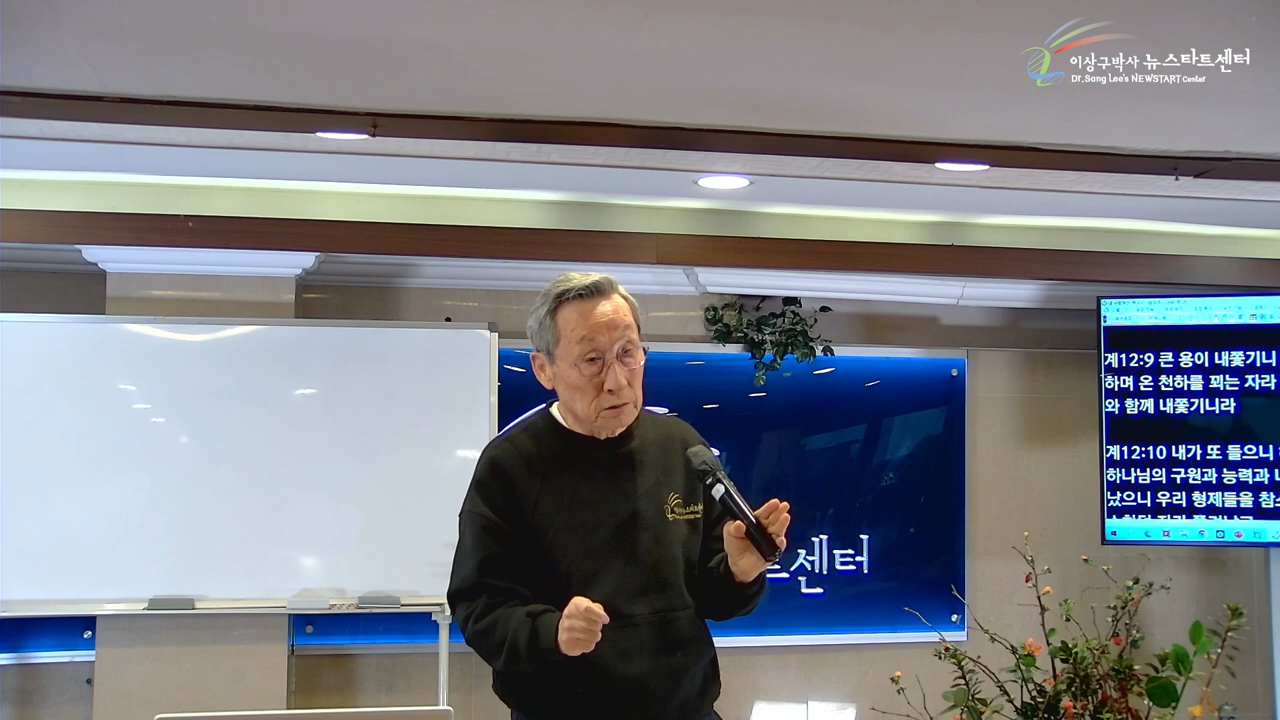 이상구박사 뉴스타트센터
Dr. Sang Lee's NEWSTART Center
계12:9 큰 용이 내쫓기니
하며 온 천하를 꾀는 자라
와 함께 내쫓기니라
계12:10 내가 또 들으니
하나님의 구원과 능력과
났으니 우리 형제들을
트센터